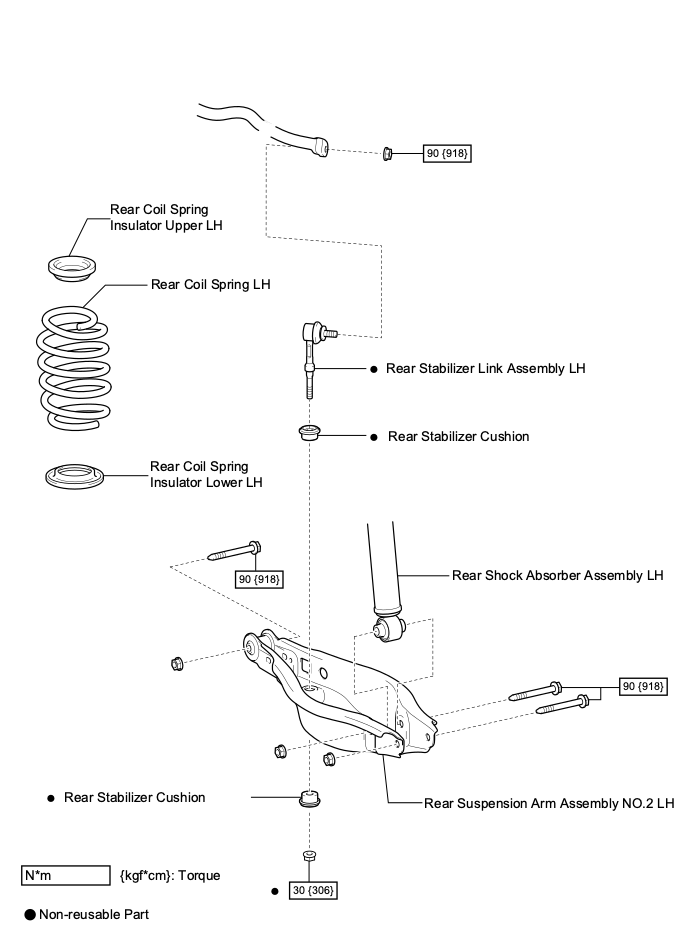 90 {918}
Rear Coil Spring
Insulator Upper LH
Rear Coil Spring LH
● Rear Stabilizer Link Assembly LH
● Rear Stabilizer Cushion
Rear Coil Spring
Insulator Lower LH
90 {918}
Rear Shock Absorber Assembly LH
90 {918}
● Rear Stabilizer Cushion
Rear Suspension Arm Assembly NO.2 LH
N*m {kgf*cm}: Torque
● 30 {306}
● Non-reusable Part